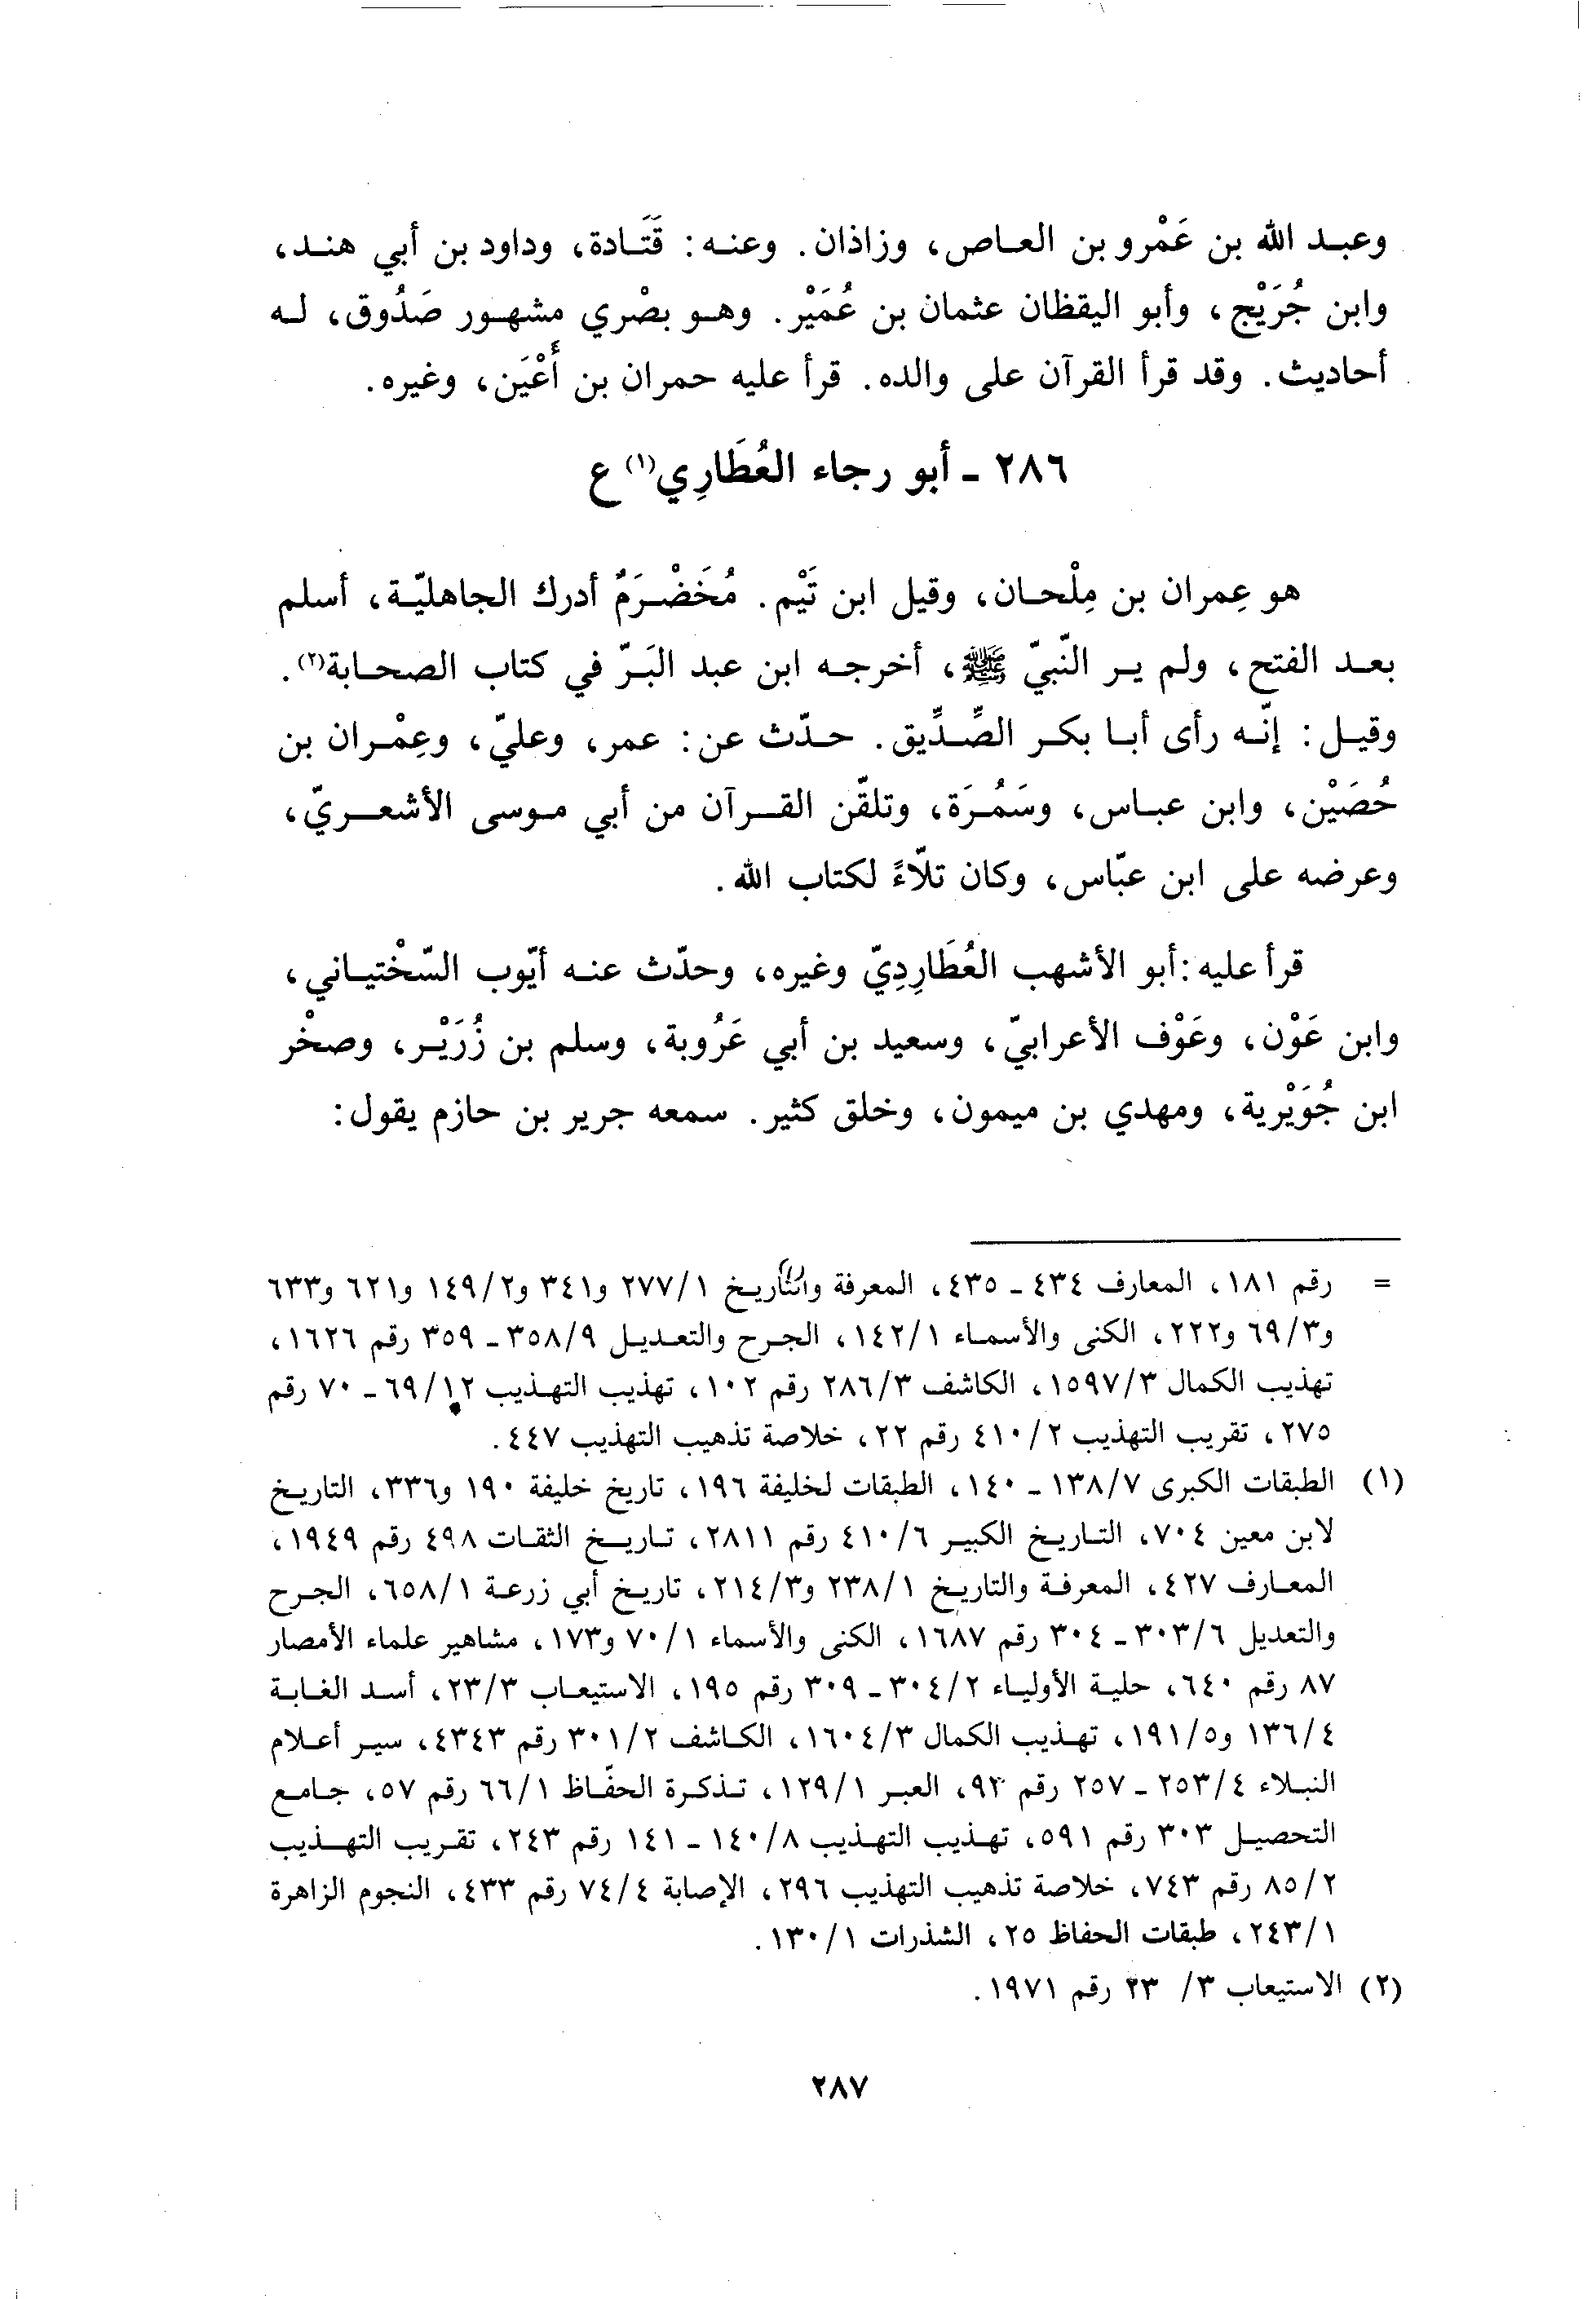 وعبد الله بن عَمْرو بن العاص، وزاذان. وعنه: قَتَادة، وداود بن أبي هند،
وابن جُرَيْج، وأبو اليقظان عثمان بن عُمَيْر. وهو بصْري مشهور صَدُوق، له
أحاديث. وقد قرأ القرآن على والده. قرأ عليه حمران بن أَعْيَن، وغيره.
٢٨٦ - أبو رجاء العُطَارِي(١) ع
هو عِمران بن مِلْحان، وقيل ابن تَيْم. مُخَضْرَمٌ أدرك الجاهليّة، أسلم
بعد الفتح، ولم ير النّبيّ ﷺ، أخرجه ابن عبد البَرّ في كتاب الصحابة(٢).
وقيل: إنّه رأى أبا بكر الصِّدِّيق. حدّث عن: عمر، وعليّ، وعِمْران بن
حُصَيْن، وابن عباس، وسَمُرَة، وتلقّن القرآن من أبي موسى الأشعريّ،
وعرضه على ابن عبّاس، وكان تلّاءً لكتاب الله.
قرأ عليه: أبو الأشهب العُطَارِدِيّ وغيره، وحدّث عنه أيّوب السّخْتياني،
وابن عَوْن، وعَوْف الأعرابيّ، وسعيد بن أبي عَرُوبة، وسلم بن زُرَيْر، وصخْر
ابن جُوَيْرية، ومهدي بن ميمون، وخلق كثير. سمعه جرير بن حازم يقول:
= رقم ١٨١، المعارف ٤٣٤ - ٤٣٥، المعرفة والتاريخ ٢٧٧/١ و٣٤١ و١٤٩/٢ و٦٢١ و٦٣٣
و٦٩/٣ و٢٢٢، الكنى والأسماء ١٤٢/١، الجرح والتعديل ٣٥٨/٩ - ٣٥٩ رقم ١٦٢٦،
تهذيب الكمال ١٥٩٧/٣، الكاشف ٢٨٦/٣ رقم ١٠٢، تهذيب التهذيب ٦٩/١٢ - ٧٠ رقم
٢٧٥، تقريب التهذيب ٤١٠/٢ رقم ٢٢، خلاصة تذهيب التهذيب ٤٤٧.
(١) الطبقات الكبرى ١٣٨/٧ - ١٤٠، الطبقات لخليفة ١٩٦، تاريخ خليفة ١٩٠ و٣٣٦، التاريخ
لابن معين ٧٠٤، التاريخ الكبير ٤١٠/٦ رقم ٢٨١١، تاريخ الثقات ٤٩٨ رقم ١٩٤٩،
المعارف ٤٢٧، المعرفة والتاريخ ٢٣٨/١ و٢١٤/٣، تاريخ أبي زرعة ٦٥٨/١، الجرح
والتعديل ٣٠٣/٦ - ٣٠٤ رقم ١٦٨٧، الكنى والأسماء ٧٠/١ و١٧٣، مشاهير علماء الأمصار
٨٧ رقم ٦٤٠، حلية الأولياء ٣٠٤/٢ - ٣٠٩ رقم ١٩٥، الاستيعاب ٢٣/٣، أسد الغابة
١٣٦/٤ و١٩١/٥، تهذيب الكمال ١٦٠٤/٣، الكاشف ٣٠١/٢ رقم ٤٣٤٣، سير أعلام
النبلاء ٢٥٣/٤ - ٢٥٧ رقم ٩٣، العبر ١٢٩/١، تذكرة الحفّاظ ٦٦/١ رقم ٥٧، جامع
التحصيل ٣٠٣ رقم ٥٩١، تهذيب التهذيب ١٤٠/٨ - ١٤١ رقم ٢٤٣، تقريب التهذيب
٨٥/٢ رقم ٧٤٣، خلاصة تذهيب التهذيب ٢٩٦، الإصابة ٧٤/٤ رقم ٤٣٣، النجوم الزاهرة
٢٤٣/١، طبقات الحفاظ ٢٥، الشذرات ١٣٠/١.
(٢) الاستيعاب ٣/ ٢٣ رقم ١٩٧١.
٢٨٧